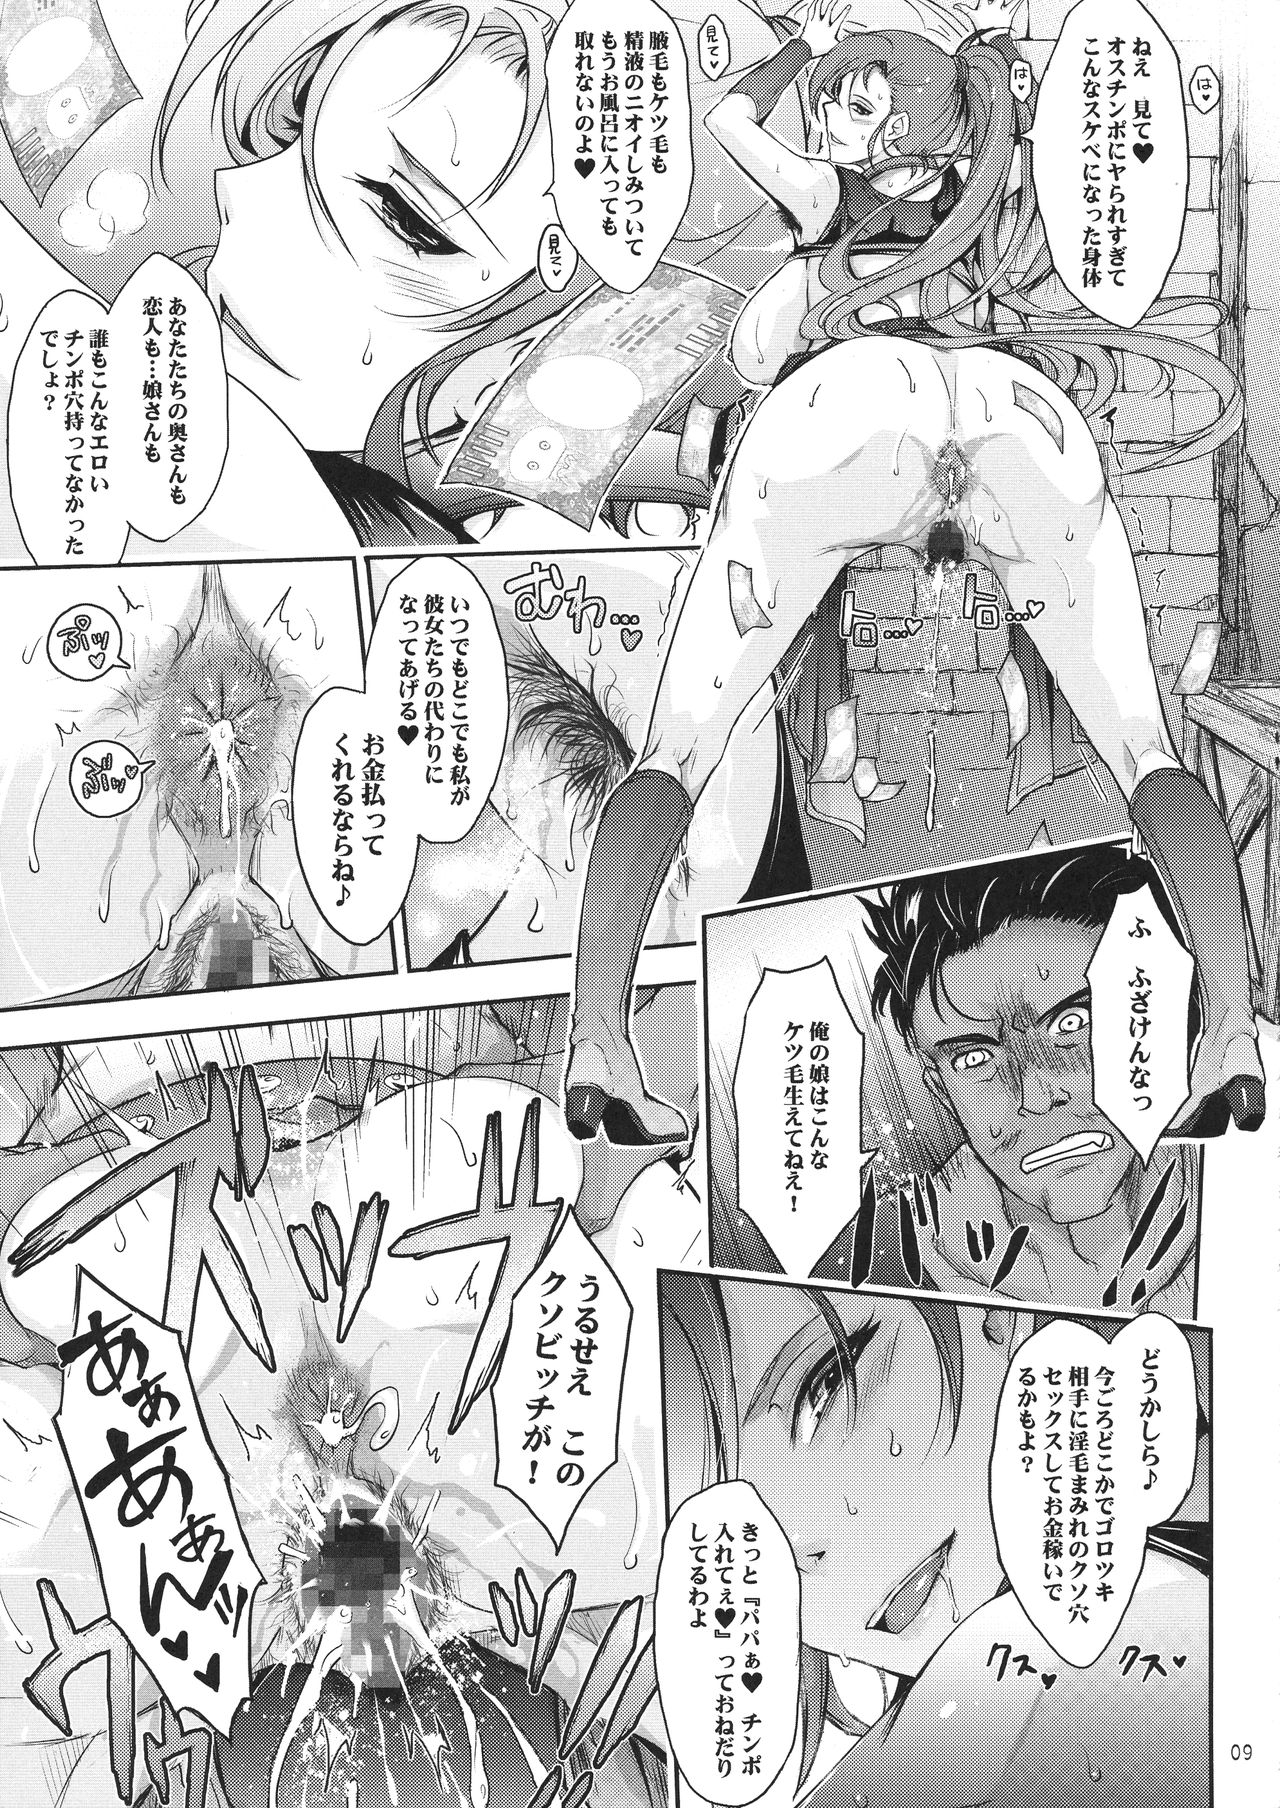 ねえ 見て♥
オスチンポにヤられすぎて
こんなスケベになった身体
は♥
は♥
見て♥
見て♥
腋毛もケツ毛も
精液のニオイしみついて
もうお風呂に入っても
取れないのよ♥
あなたたちの奥さんも
恋人も…娘さんも
誰もこんなエロい
チンポ穴持ってなかった
でしょ？
トロ…♥
トロ…♥
むわ…♥
いつでもどこでも私が
彼女たちの代わりに
なってあげる♥
お金払って
くれるならね♪
ぷッ♥
ぶッ♥
ふ ふざけんなっ
俺の娘はこんな
ケツ毛生えてねえ！
どうかしら♪
今ごろどこかでゴロツキ
相手に淫毛まみれのクソ穴
セックスしてお金稼いで
るかもよ？
きっと『パパぁ♥ チンポ
入れてぇ♥』っておねだり
してるわよ
クス♥
クス♥
うるせえ この
クソビッチが！
ズッブ
あぁあぁんッ♥♥
09